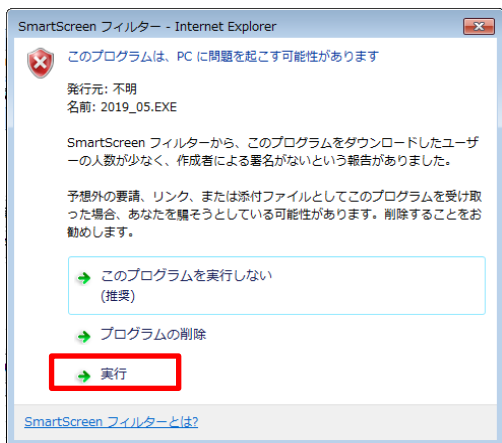 SmartScreen フィルター - Internet Explorer
このプログラムは、PC に問題を起こす可能性があります
発行元: 不明
名前: 2019_05.EXE
SmartScreen フィルターから、このプログラムをダウンロードしたユーザ
ーの人数が少なく、作成者による署名がないという報告がありました。
予想外の要請、リンク、または添付ファイルとしてこのプログラムを受け取
った場合、あなたを騙そうとしている可能性があります。削除することをお
勧めします。
このプログラムを実行しない
(推奨)
プログラムの削除
実行
SmartScreen フィルターとは?